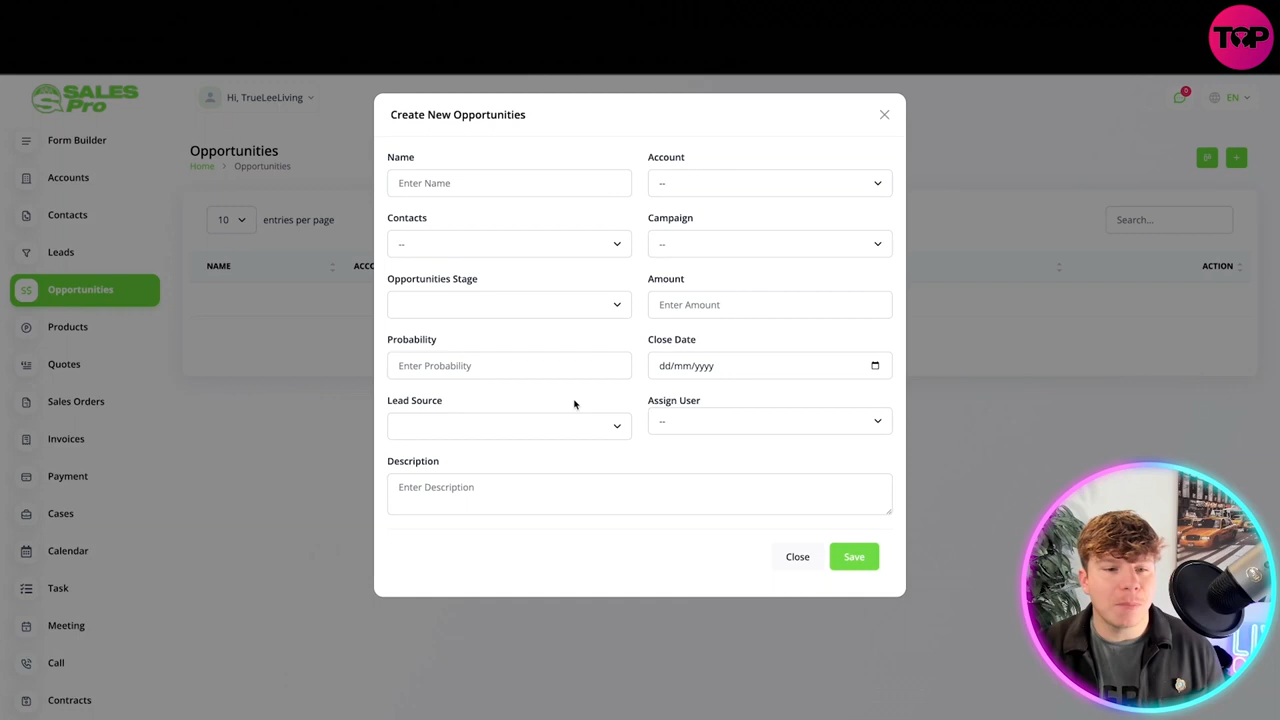 TOP
SALES
Pro
Hi, TrueLeeLiving
0
EN
Form Builder
Accounts
Contacts
Leads
SS Opportunities
Products
Quotes
Sales Orders
Invoices
Payment
Cases
Calendar
Task
Meeting
Call
Contracts
Opportunities
Home > Opportunities
+
10 entries per page
Search...
NAME
ACCO
ACTION
Create New Opportunities
Name
Enter Name
Account
--
Contacts
--
Campaign
--
Opportunities Stage
Amount
Enter Amount
Probability
Enter Probability
Close Date
dd/mm/yyyy
Lead Source
Assign User
--
Description
Enter Description
Close
Save